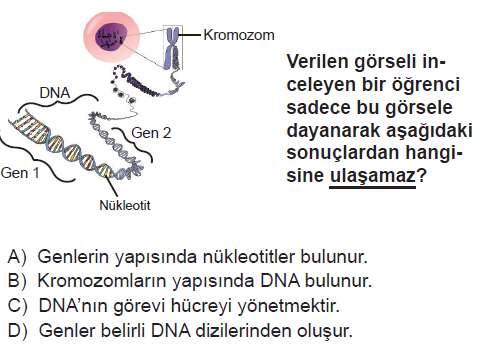 Kromozom
DNA
Gen 2
Gen 1
Nükleotit
Verilen görseli in-
celeyen bir öğrenci
sadece bu görsele
dayanarak aşağıdaki
sonuçlardan hangi-
sine ulaşamaz?
A) Genlerin yapısında nükleotitler bulunur.
B) Kromozomların yapısında DNA bulunur.
C) DNA’nın görevi hücreyi yönetmektir.
D) Genler belirli DNA dizilerinden oluşur.